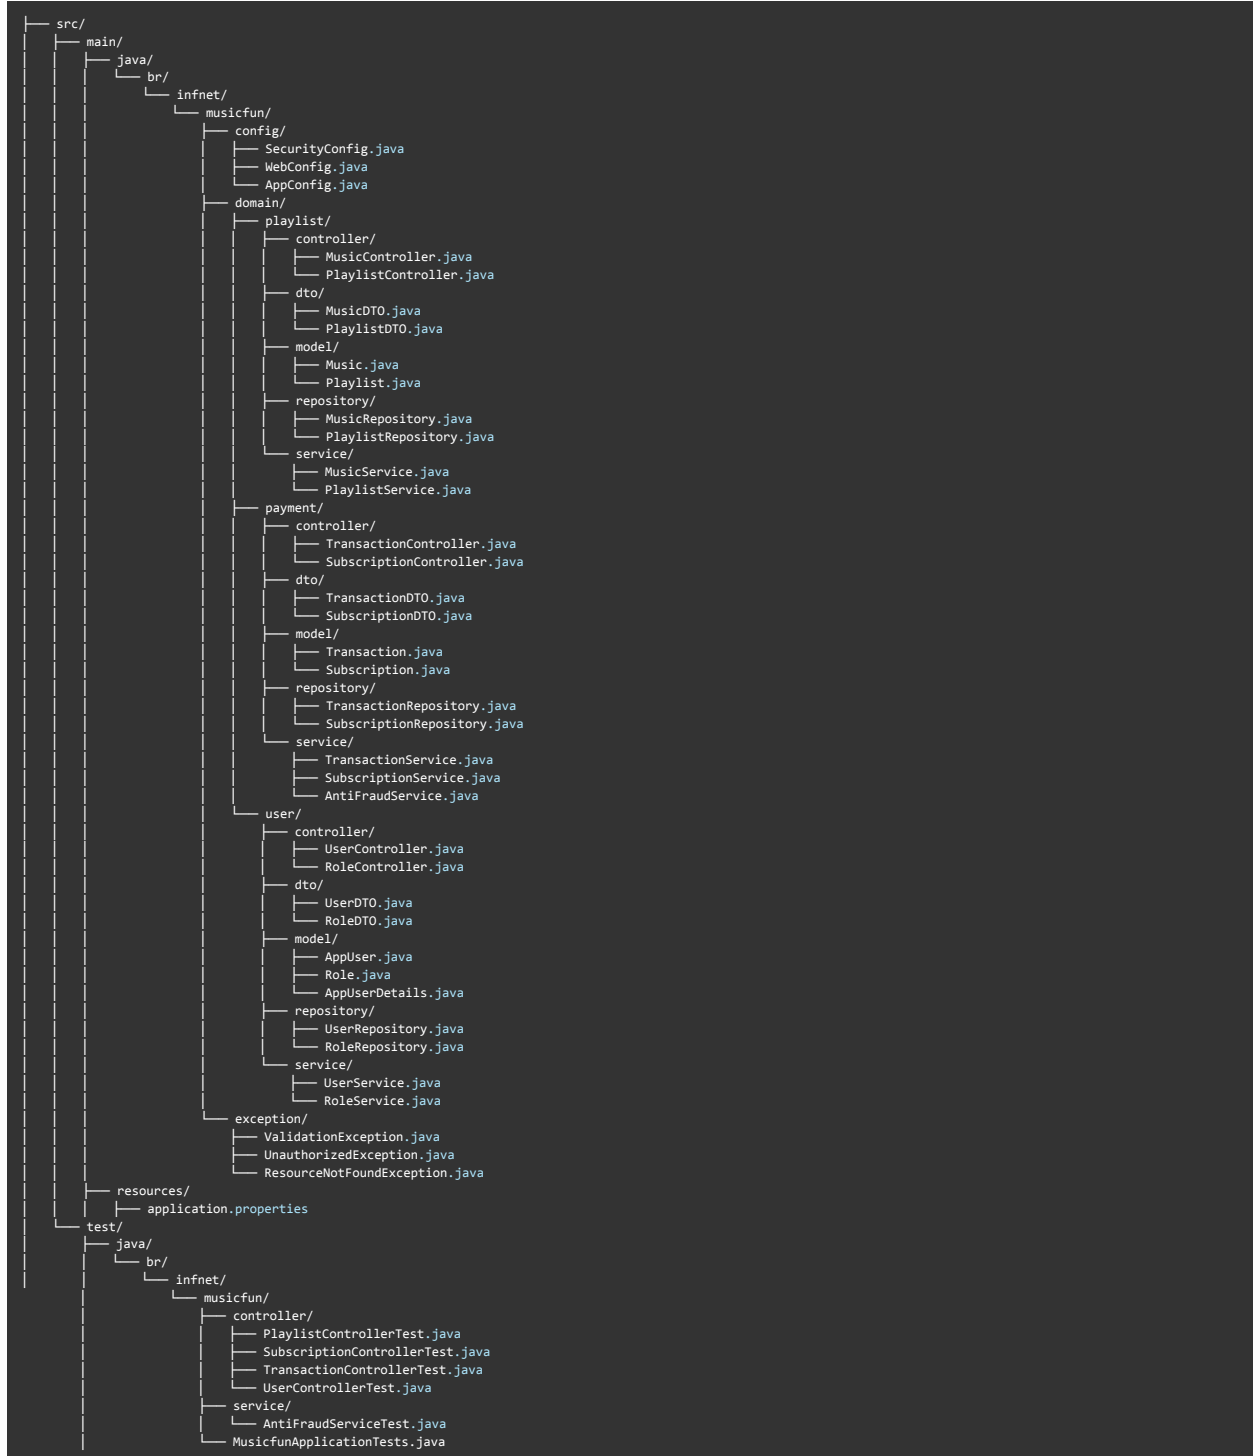 ├── src/
│   ├── main/
│   │   ├── java/
│   │   │   └── br/
│   │   │       └── infnet/
│   │   │           └── musicfun/
│   │   │               ├── config/
│   │   │               │   ├── SecurityConfig.java
│   │   │               │   ├── WebConfig.java
│   │   │               │   └── AppConfig.java
│   │   │               ├── domain/
│   │   │               │   ├── playlist/
│   │   │               │   │   ├── controller/
│   │   │               │   │   │   ├── MusicController.java
│   │   │               │   │   │   └── PlaylistController.java
│   │   │               │   │   ├── dto/
│   │   │               │   │   │   ├── MusicDTO.java
│   │   │               │   │   │   └── PlaylistDTO.java
│   │   │               │   │   ├── model/
│   │   │               │   │   │   ├── Music.java
│   │   │               │   │   │   └── Playlist.java
│   │   │               │   │   ├── repository/
│   │   │               │   │   │   ├── MusicRepository.java
│   │   │               │   │   │   └── PlaylistRepository.java
│   │   │               │   │   └── service/
│   │   │               │   │       ├── MusicService.java
│   │   │               │   │       └── PlaylistService.java
│   │   │               │   ├── payment/
│   │   │               │   │   ├── controller/
│   │   │               │   │   │   ├── TransactionController.java
│   │   │               │   │   │   └── SubscriptionController.java
│   │   │               │   │   ├── dto/
│   │   │               │   │   │   ├── TransactionDTO.java
│   │   │               │   │   │   └── SubscriptionDTO.java
│   │   │               │   │   ├── model/
│   │   │               │   │   │   ├── Transaction.java
│   │   │               │   │   │   └── Subscription.java
│   │   │               │   │   ├── repository/
│   │   │               │   │   │   ├── TransactionRepository.java
│   │   │               │   │   │   └── SubscriptionRepository.java
│   │   │               │   │   └── service/
│   │   │               │   │       ├── TransactionService.java
│   │   │               │   │       ├── SubscriptionService.java
│   │   │               │   │       └── AntiFraudService.java
│   │   │               │   └── user/
│   │   │               │       ├── controller/
│   │   │               │       │   ├── UserController.java
│   │   │               │       │   └── RoleController.java
│   │   │               │       ├── dto/
│   │   │               │       │   ├── UserDTO.java
│   │   │               │       │   └── RoleDTO.java
│   │   │               │       ├── model/
│   │   │               │       │   ├── AppUser.java
│   │   │               │       │   ├── Role.java
│   │   │               │       │   └── AppUserDetails.java
│   │   │               │       ├── repository/
│   │   │               │       │   ├── UserRepository.java
│   │   │               │       │   └── RoleRepository.java
│   │   │               │       └── service/
│   │   │               │           ├── UserService.java
│   │   │               │           └── RoleService.java
│   │   │               └── exception/
│   │   │                   ├── ValidationException.java
│   │   │                   ├── UnauthorizedException.java
│   │   │                   └── ResourceNotFoundException.java
│   │   ├── resources/
│   │   │   ├── application.properties
│   └── test/
│       ├── java/
│       │   └── br/
│       │       └── infnet/
        │           └── musicfun/
        │               ├── controller/
        │               │   ├── PlaylistControllerTest.java
        │               │   ├── SubscriptionControllerTest.java
        │               │   ├── TransactionControllerTest.java
        │               │   └── UserControllerTest.java
        │               ├── service/
        │               │   └── AntiFraudServiceTest.java
        │               └── MusicfunApplicationTests.java